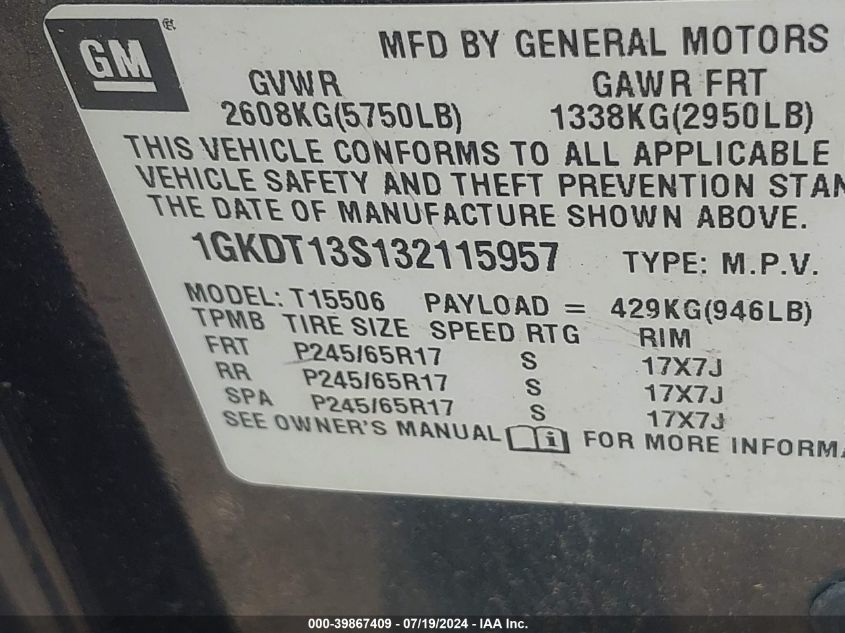 GM ® MFD BY GENERAL MOTORS
GVWR GAWR FRT
2608KG(5750LB) 1338KG(2950LB)
THIS VEHICLE CONFORMS TO ALL APPLICABLE
VEHICLE SAFETY AND THEFT PREVENTION STAN
THE DATE OF MANUFACTURE SHOWN ABOVE.
1GKDT13S132115957 TYPE: M.P.V.
MODEL: T15506 PAYLOAD = 429KG(946LB)
TPMB TIRE SIZE SPEED RTG RIM
FRT P245/65R17 S 17X7J
RR P245/65R17 S 17X7J
SPA P245/65R17 S 17X7J
SEE OWNER'S MANUAL i FOR MORE INFORMA
000-39867409 - 07/19/2024 - IAA Inc.